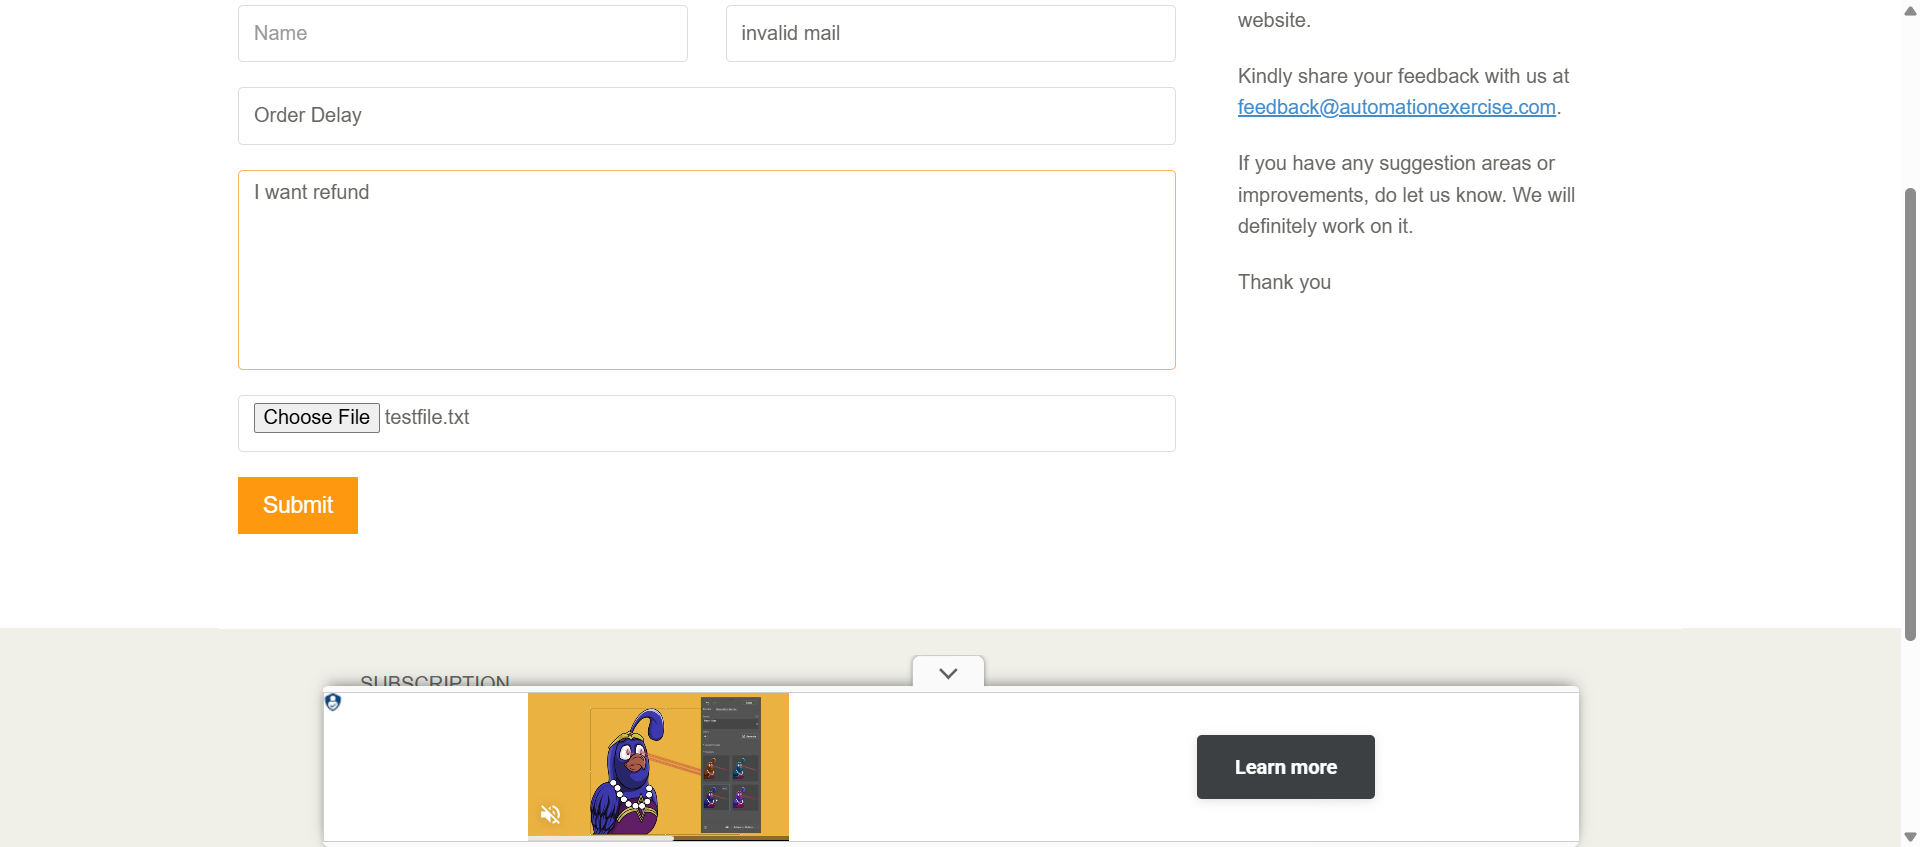 Name
invalid mail
Order Delay
I want refund
Choose File testfile.txt
Submit
website.
Kindly share your feedback with us at
feedback@automationexercise.com.
If you have any suggestion areas or
improvements, do let us know. We will
definitely work on it.
Thank you
SUBSCRIPTION
Learn more